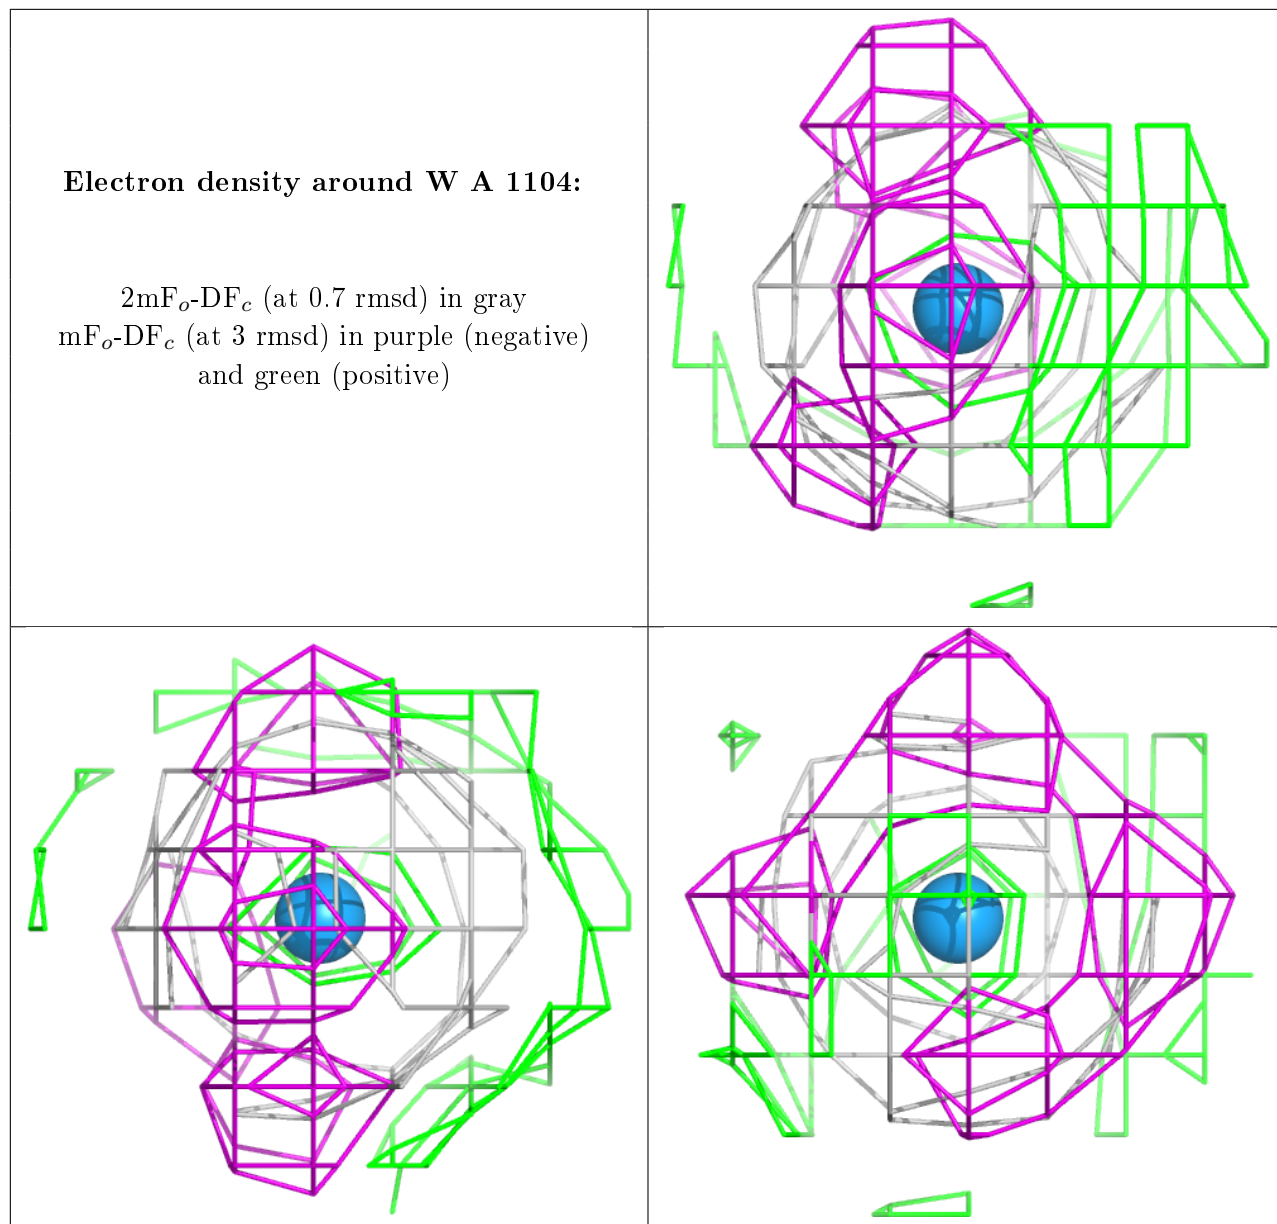 Electron density around W A 1104:
2mFo-DFc (at 0.7 rmsd) in gray
mFo-DFc (at 3 rmsd) in purple (negative)
and green (positive)